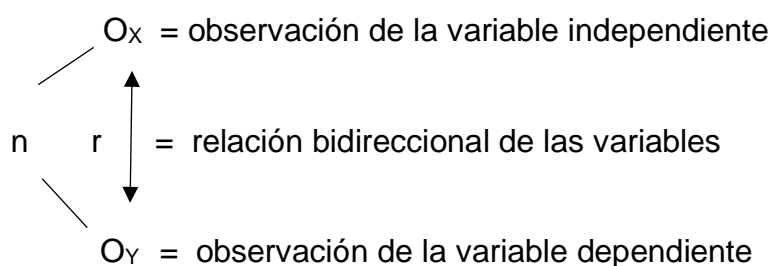 Ox = observación de la variable independiente
n r = relación bidireccional de las variables
OY = observación de la variable dependiente